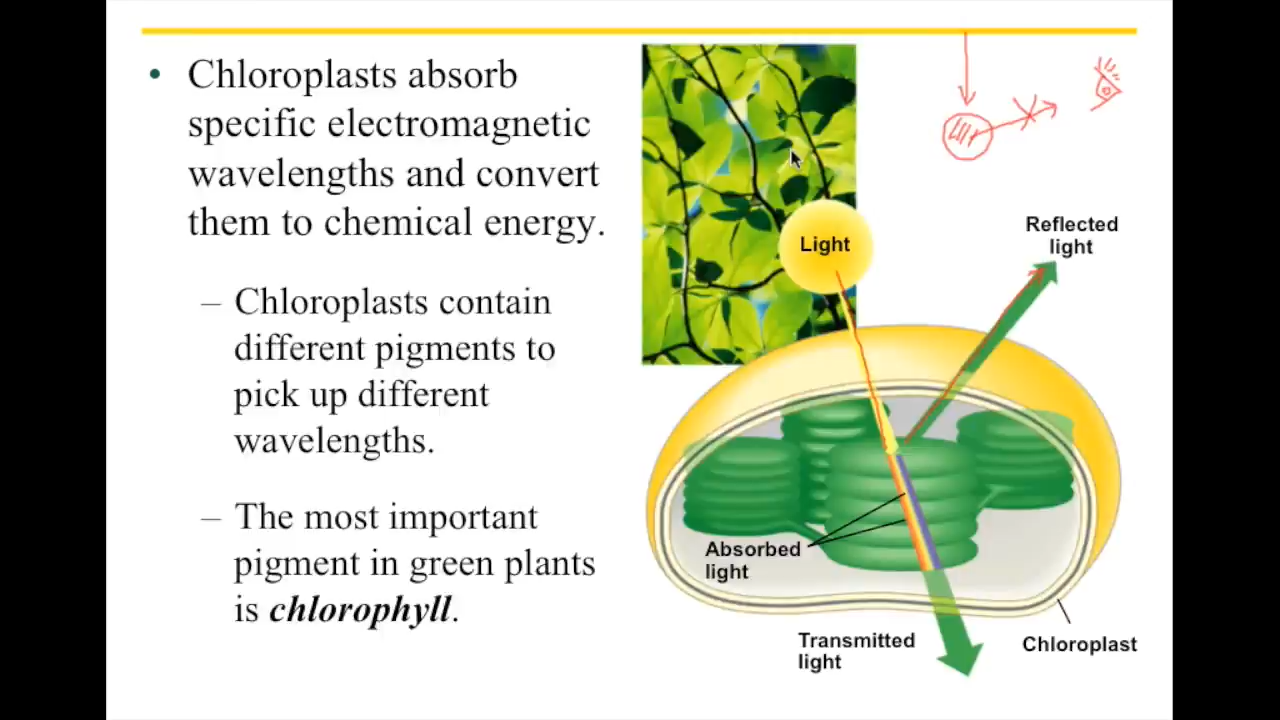 • Chloroplasts absorb
specific electromagnetic
wavelengths and convert
them to chemical energy.
– Chloroplasts contain
different pigments to
pick up different
wavelengths.
– The most important
pigment in green plants
is chlorophyll.
Light
Reflected
light
Absorbed
light
Transmitted
light
Chloroplast